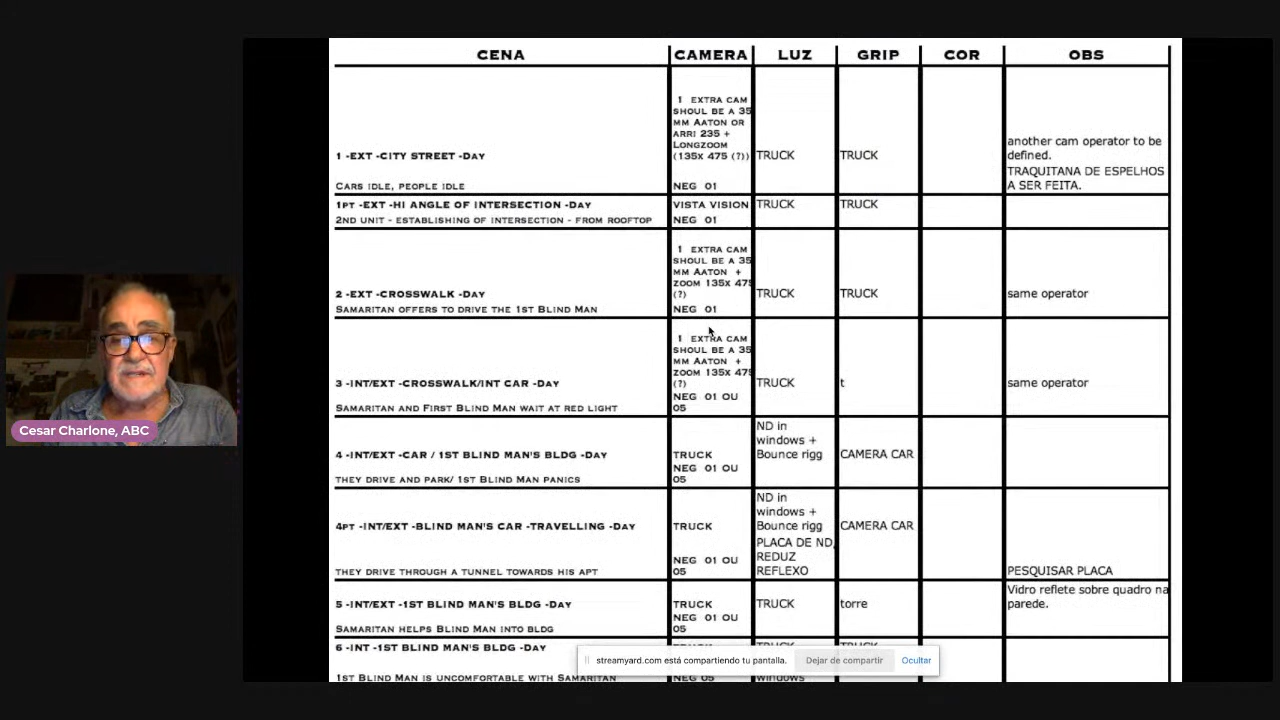 CENA CAMERA LUZ GRIP COR OBS
1 EXTRA CAM
SHOUL BE A 35
MM AATON OR
ARRI 235 +
LONGZOOM
(135X 475 (?))
1 -EXT -CITY STREET -DAY
TRUCK
TRUCK
another cam operator to be
defined.
TRAQUITANA DE ESPELHOS
A SER FEITA.
CARS IDLE, PEOPLE IDLE
NEG 01
1PT -EXT -HI ANGLE OF INTERSECTION -DAY
VISTA VISION
TRUCK
TRUCK
2ND UNIT - ESTABLISHING OF INTERSECTION - FROM ROOFTOP
NEG 01
1 EXTRA CAM
SHOUL BE A 35
MM AATON +
ZOOM 135X 475
(?)
2 -EXT -CROSSWALK -DAY
TRUCK
TRUCK
same operator
SAMARITAN OFFERS TO DRIVE THE 1ST BLIND MAN
NEG 01
1 EXTRA CAM
SHOUL BE A 35
MM AATON +
ZOOM 135X 475
(?)
3 -INT/EXT -CROSSWALK/INT CAR -DAY
TRUCK
t
same operator
SAMARITAN AND FIRST BLIND MAN WAIT AT RED LIGHT
NEG 01 OU
05
4 -INT/EXT -CAR / 1ST BLIND MAN'S BLDG -DAY
TRUCK
ND in
windows +
Bounce rigg
CAMERA CAR
THEY DRIVE AND PARK/ 1ST BLIND MAN PANICS
NEG 01 OU
05
4PT -INT/EXT -BLIND MAN'S CAR -TRAVELLING -DAY
TRUCK
ND in
windows +
Bounce rigg
CAMERA CAR
THEY DRIVE THROUGH A TUNNEL TOWARDS HIS APT
NEG 01 OU
05
PLACA DE ND,
REDUZ
REFLEXO
PESQUISAR PLACA
5 -INT/EXT -1ST BLIND MAN'S BLDG -DAY
TRUCK
TRUCK
torre
Vidro reflete sobre quadro na
parede.
SAMARITAN HELPS BLIND MAN INTO BLDG
NEG 01 OU
05
6 -INT -1ST BLIND MAN'S BLDG -DAY
TRUCK
TRUCK
1ST BLIND MAN IS UNCOMFORTABLE WITH SAMARITAN
NEG 05
windows
streamyard.com está compartiendo tu pantalla.
Dejar de compartir
Ocultar
Cesar Charlone, ABC